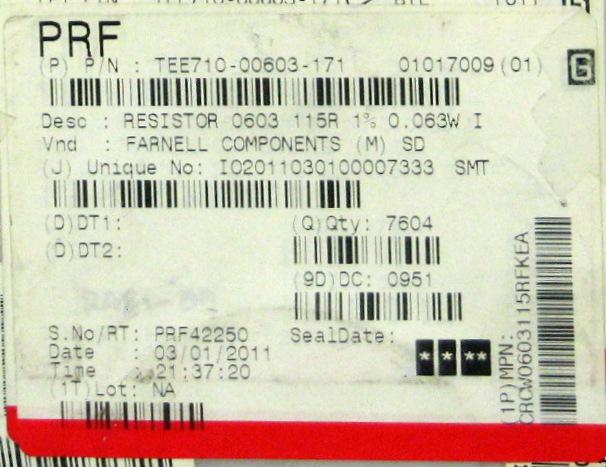 PRF
(P) P/N : TEE710-00603-171 01017009(01)
G
Desc : RESISTOR 0603 115R 1% 0.063W I
Vnd : FARNELL COMPONENTS (M) SD
(J) Unique No: I02011030100007333 SMT
(D)DT1: (Q)Qty: 7604
(D)DT2:
(9D)DC: 0951
S.No/RT: PRF42250 SealDate:
Date : 03/01/2011
Time : 21:37:20
* * **
(1T)Lot: NA
(1P)MPN:
CRCW0603115RFKEA